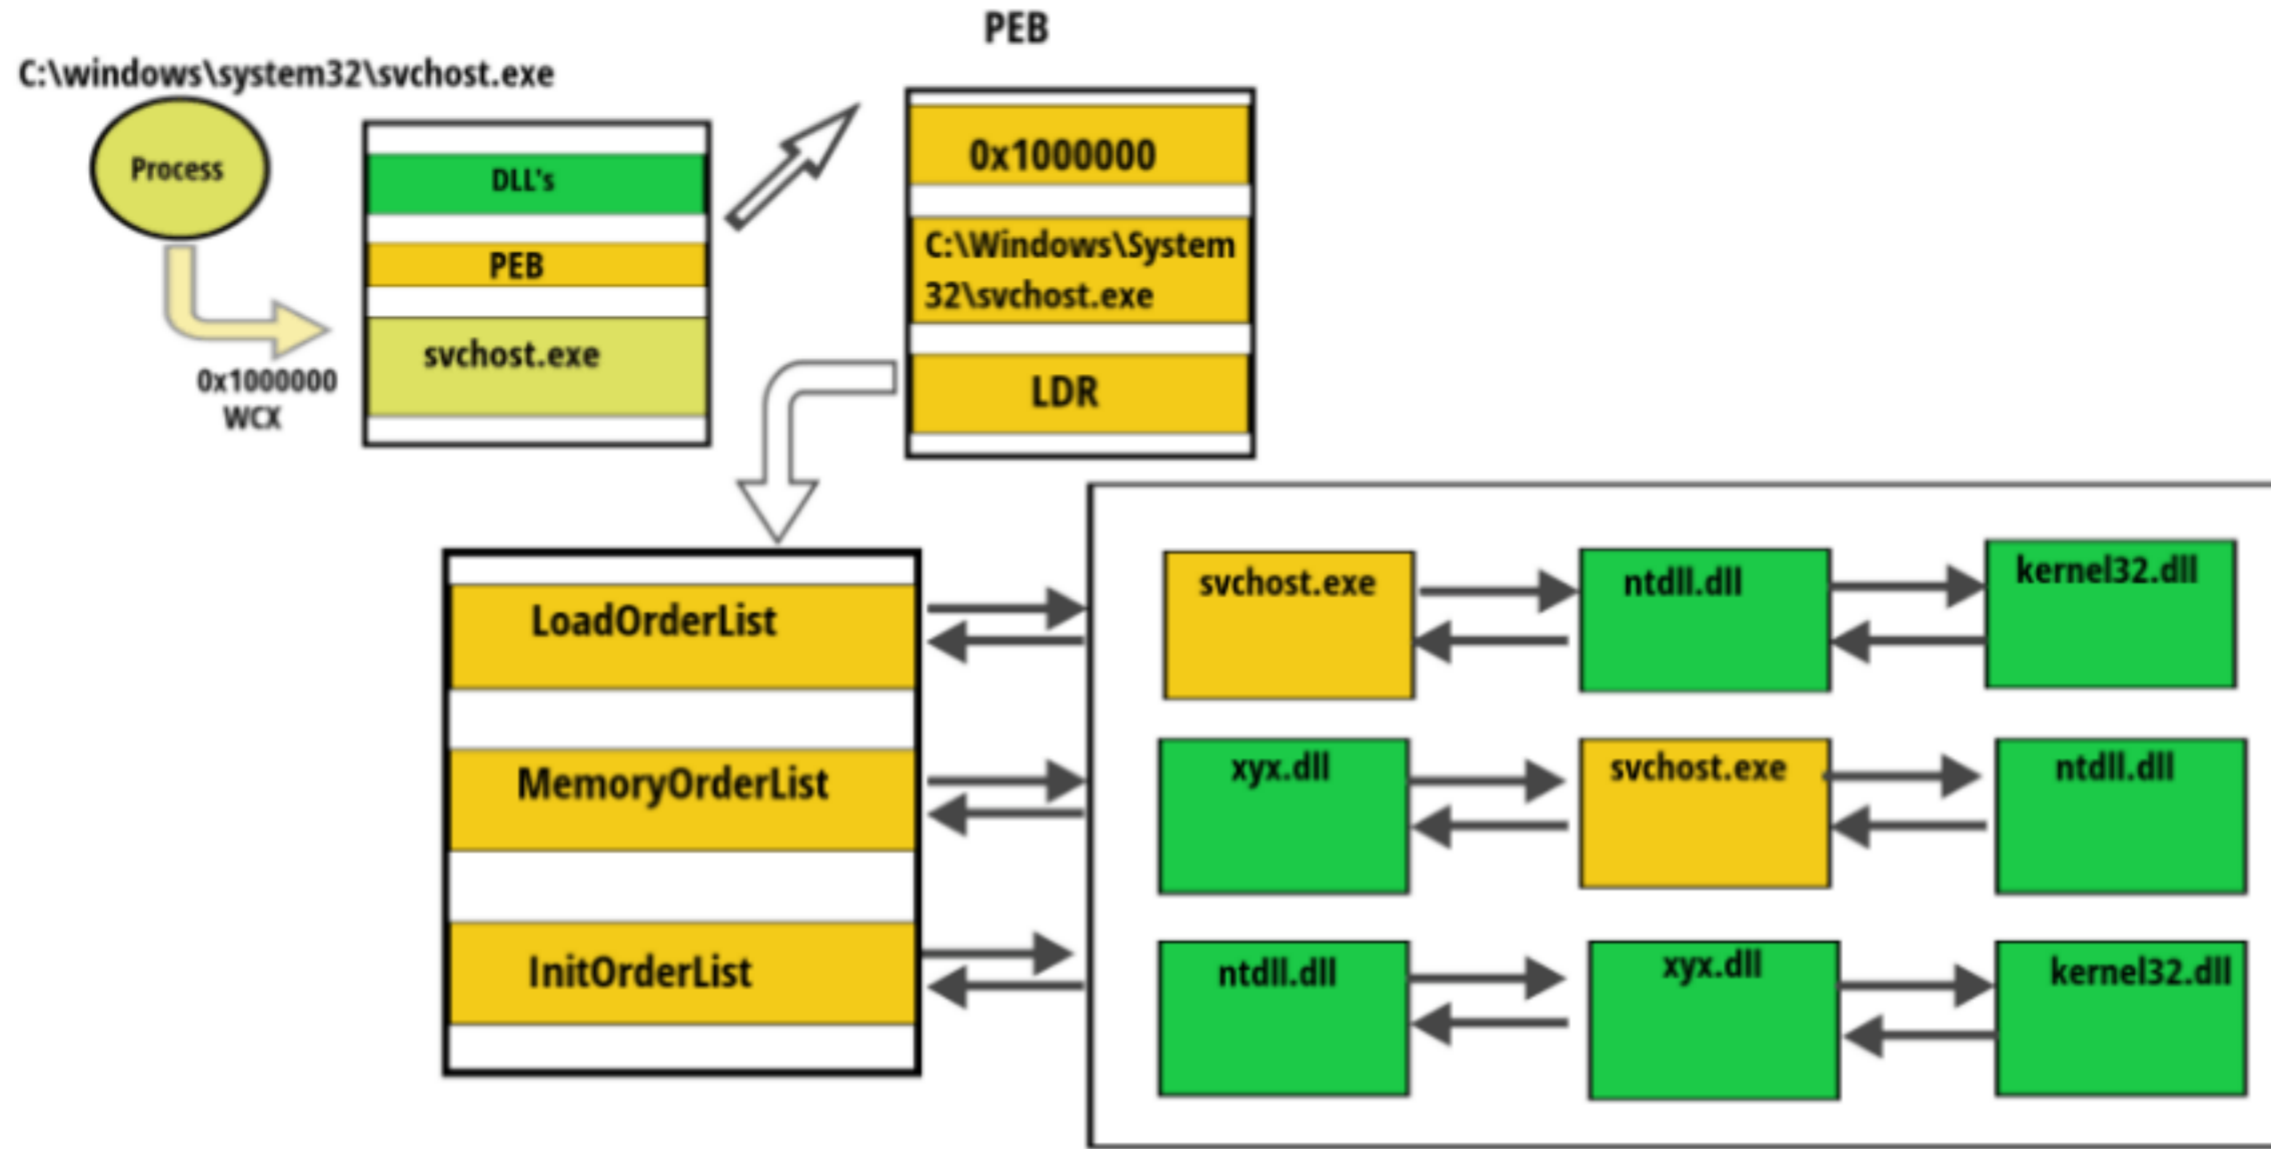 PEB
C:\windows\system32\svchost.exe
Process
0x1000000
WCX
DLL's
PEB
svchost.exe
0x1000000
C:\Windows\System
32\svchost.exe
LDR
LoadOrderList
MemoryOrderList
InitOrderList
svchost.exe
ntdll.dll
kernel32.dll
xyx.dll
svchost.exe
ntdll.dll
ntdll.dll
xyx.dll
kernel32.dll